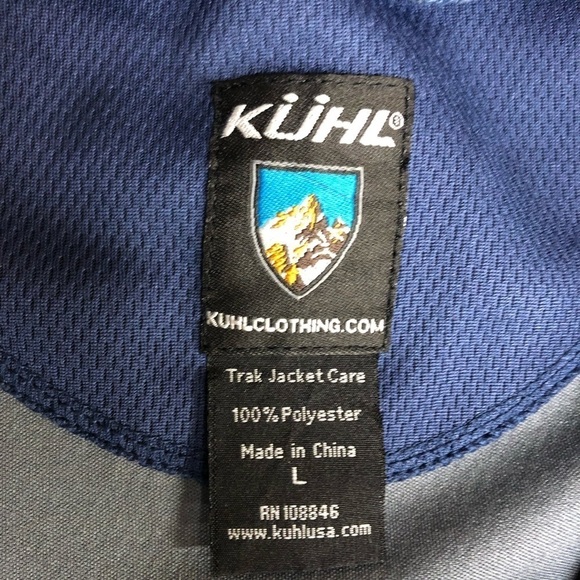 KÜHL®
KUHLCLOTHING.COM
Trak Jacket Care
100% Polyester
Made in China
L
RN 108846
www.kuhlusa.com